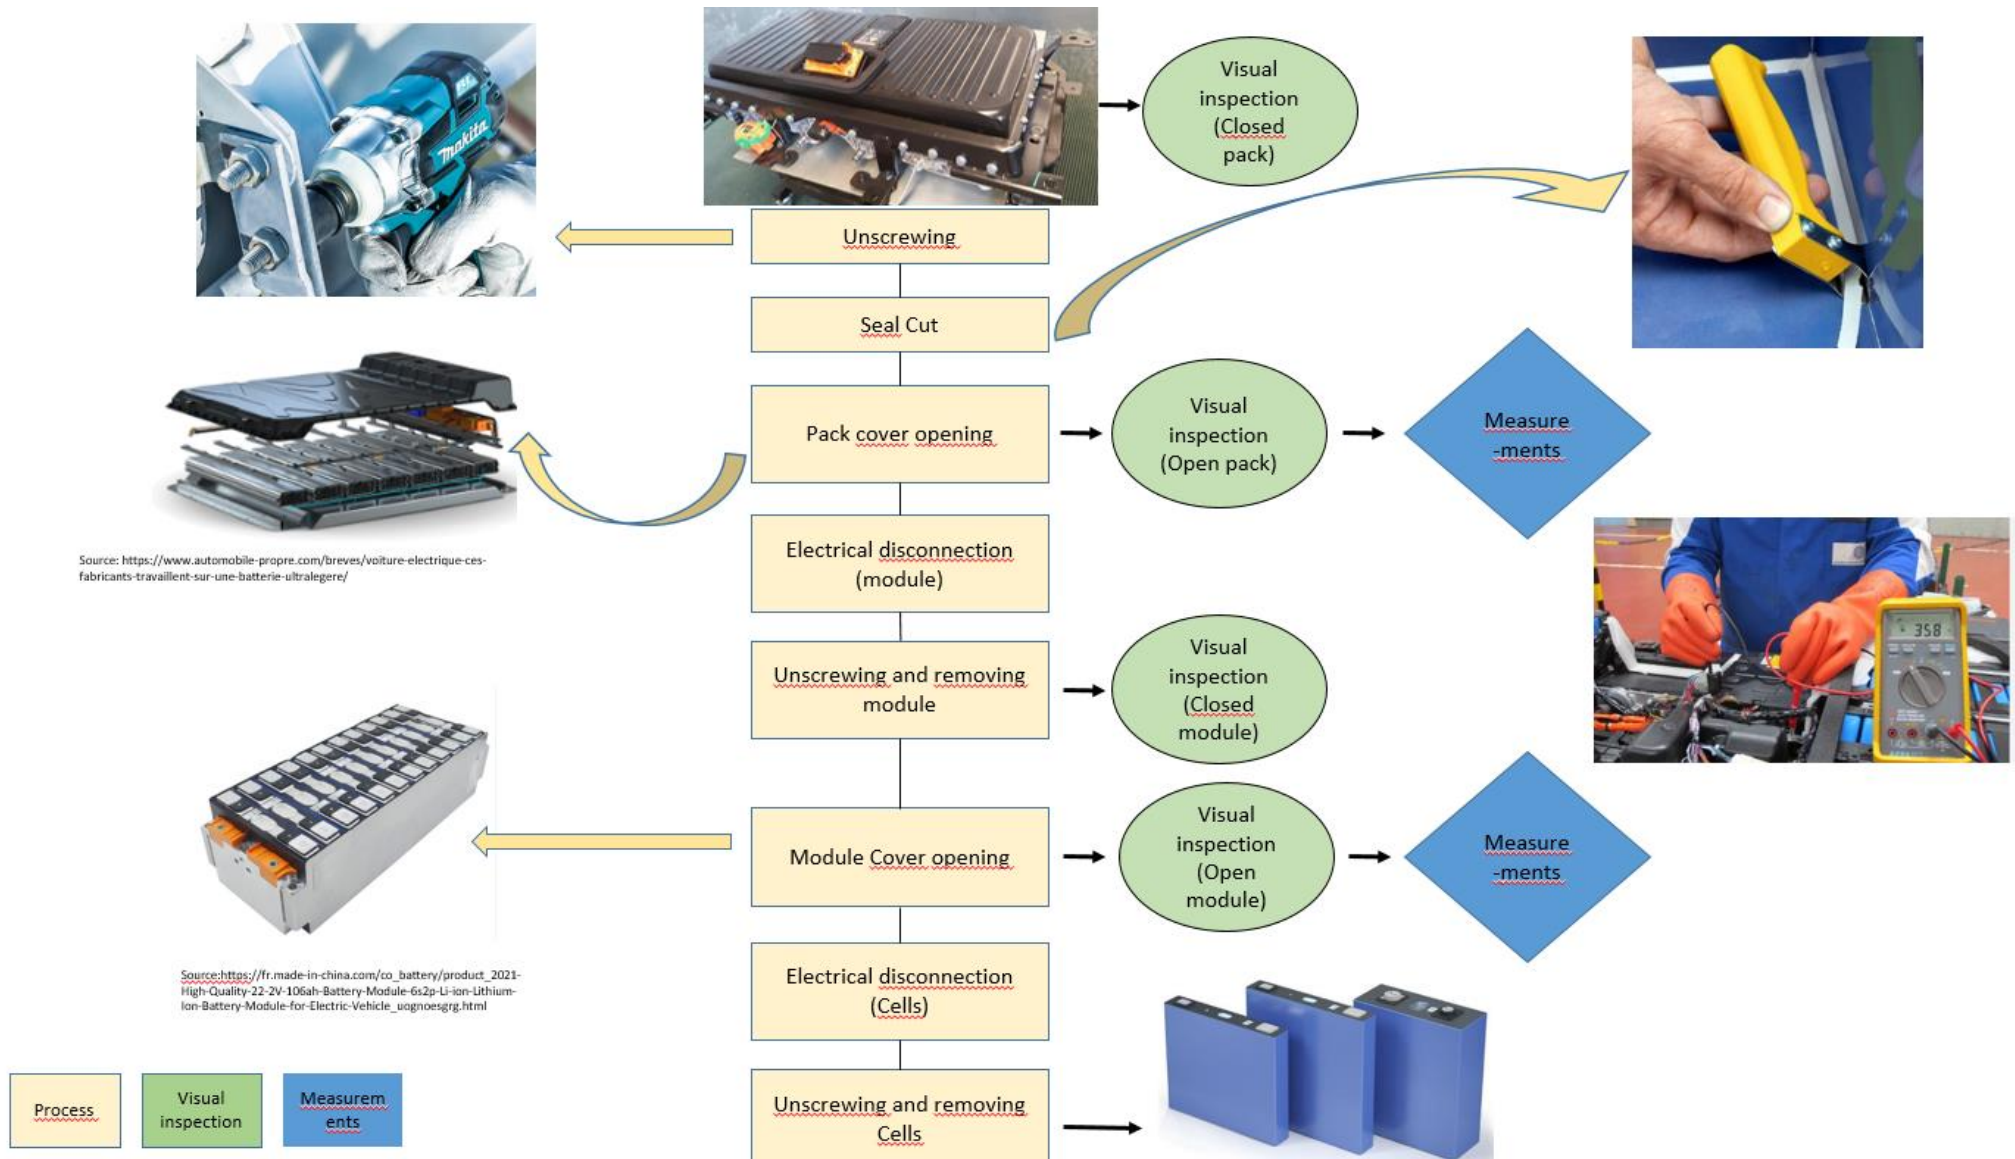 makita
Visual
inspection
(Closed
pack)
Unscrewing
Seal Cut
Pack cover opening
Visual
inspection
(Open pack)
Measure
-ments
Source: https://www.automobile-propre.com/breves/voiture-electrique-ces-
fabricants-travaillent-sur-une-batterie-ultralegere/
Electrical disconnection
(module)
358
Unscrewing and removing
module
Visual
inspection
(Closed
module)
Module Cover opening
Visual
inspection
(Open
module)
Measure
-ments
Source:https://fr.made-in-china.com/co_battery/product_2021-
High-Quality-22-2V-106ah-Battery-Module-6s2p-Li-ion-Lithium-
Ion-Battery-Module-for-Electric-Vehicle_uognoesgrg.html
Electrical disconnection
(Cells)
Unscrewing and removing
Cells
Process
Visual
inspection
Measurem
ents